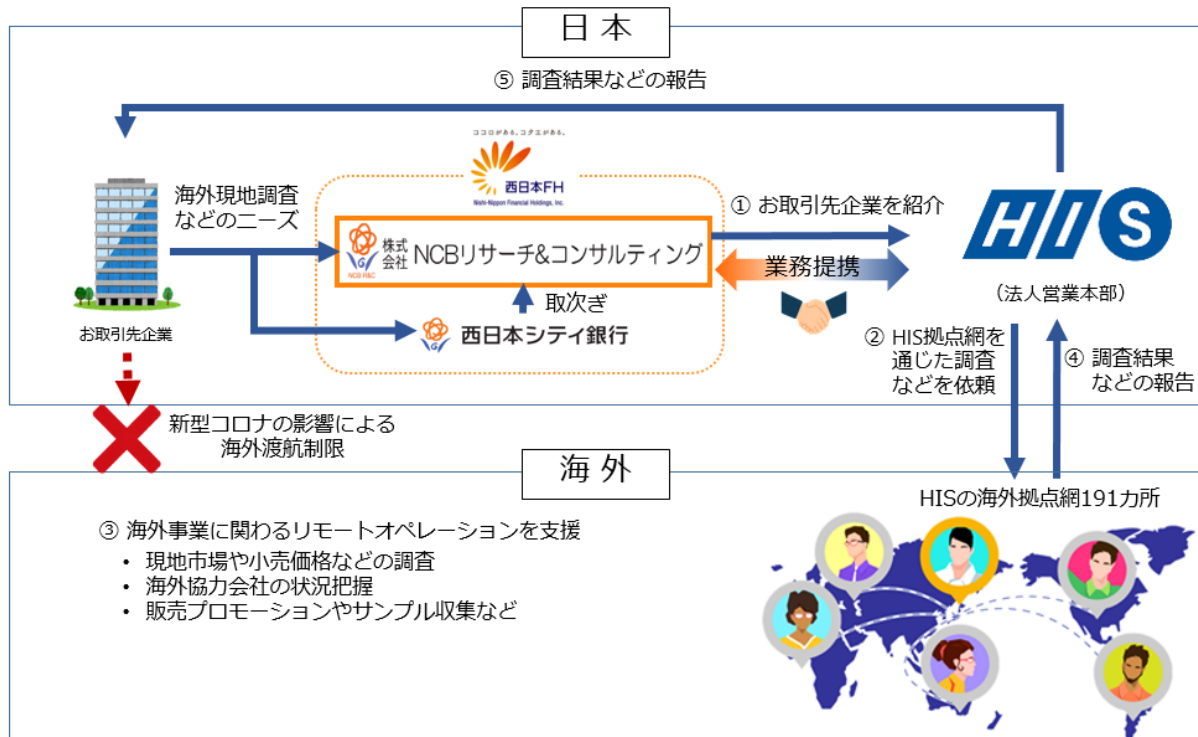 日 本
⑤ 調査結果などの報告
ココロがある。コタエがある。
西日本FH
Nishi-Nippon Financial Holdings, Inc.
海外現地調査
などのニーズ
お取引先企業
株式
会社
NCBリサーチ&コンサルティング
NCB R&C
取次ぎ
西日本シティ銀行
① お取引先企業を紹介
業務提携
HIS
（法人営業本部）
② HIS拠点網を
通じた調査
などを依頼
④ 調査結果
などの報告
新型コロナの影響による
海外渡航制限
海 外
HISの海外拠点網191カ所
③ 海外事業に関わるリモートオペレーションを支援
• 現地市場や小売価格などの調査
• 海外協力会社の状況把握
• 販売プロモーションやサンプル収集など